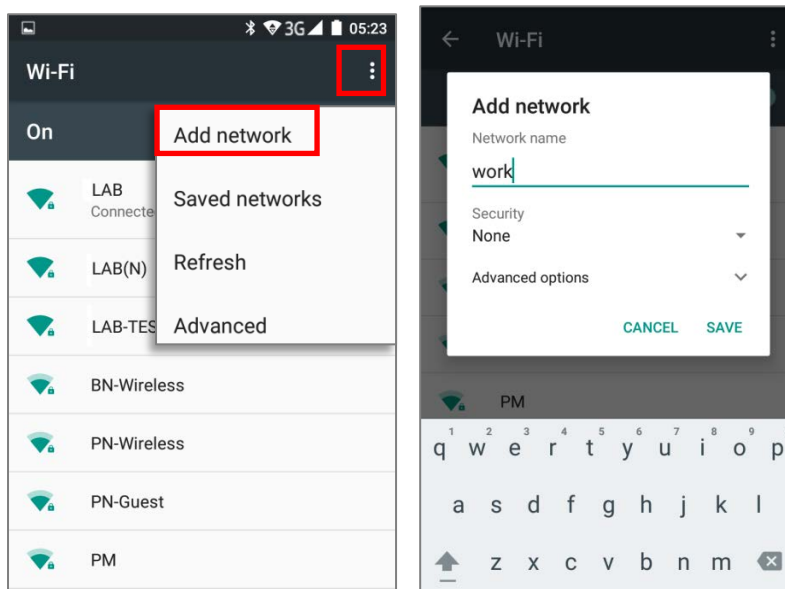 3G 05:23
Wi-Fi
On
Add network
Saved networks
Refresh
Advanced
LAB
Connecte
LAB(N)
LAB-TES
BN-Wireless
PN-Wireless
PN-Guest
PM
Wi-Fi
Add network
Network name
work
Security
None
Advanced options
CANCEL SAVE
PM
1 2 3 4 5 6 7 8 9
q w e r t y u i o p
a s d f g h j k l
z x c v b n m